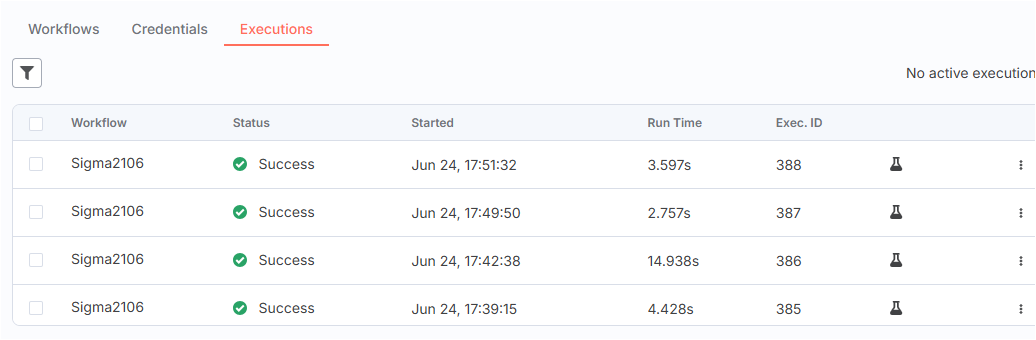 Workflows Credentials Executions
No active execution
Workflow Status Started Run Time Exec. ID
Sigma2106 Success Jun 24, 17:51:32 3.597s 388
Sigma2106 Success Jun 24, 17:49:50 2.757s 387
Sigma2106 Success Jun 24, 17:42:38 14.938s 386
Sigma2106 Success Jun 24, 17:39:15 4.428s 385